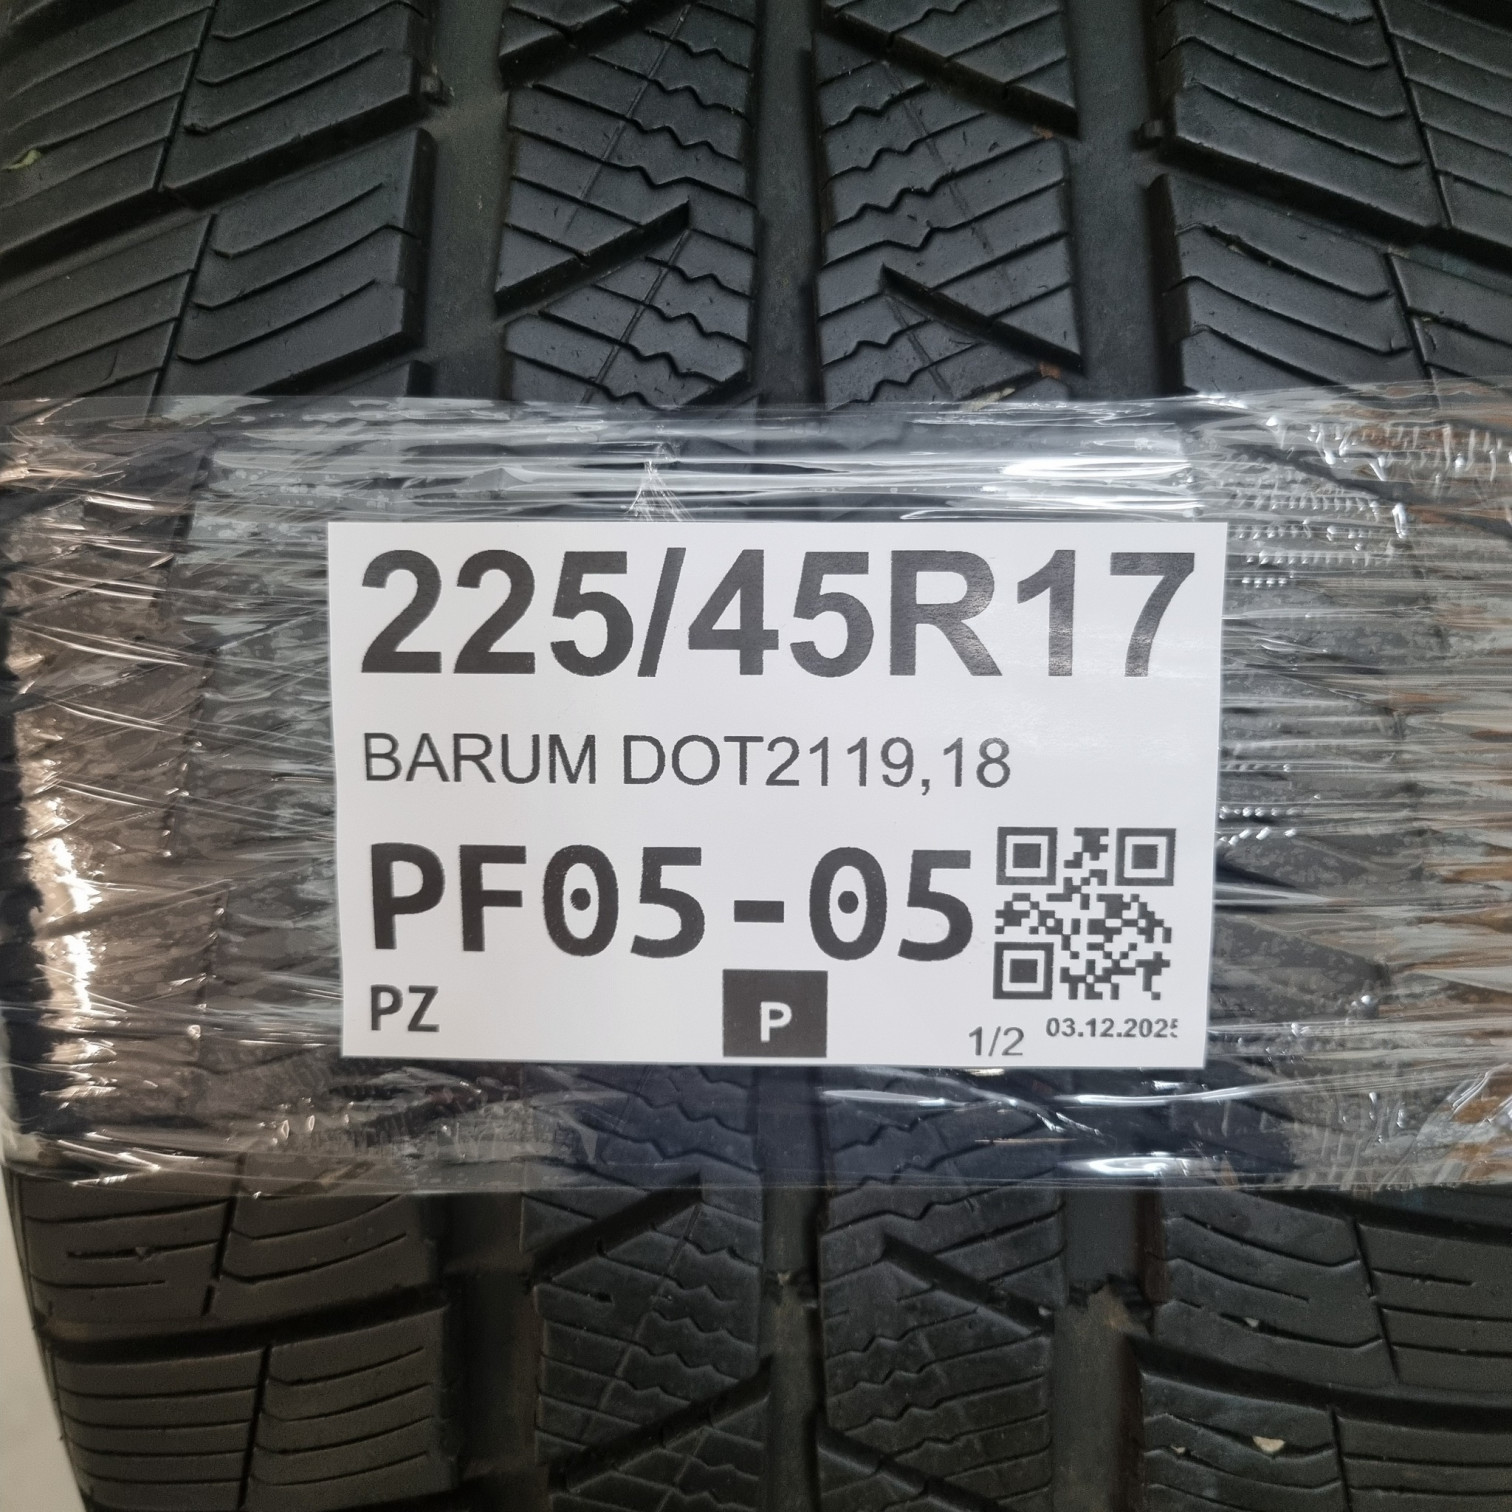 225/45R17
BARUM DOT2119,18
PF05-05
PZ
P
1/2
03.12.2025